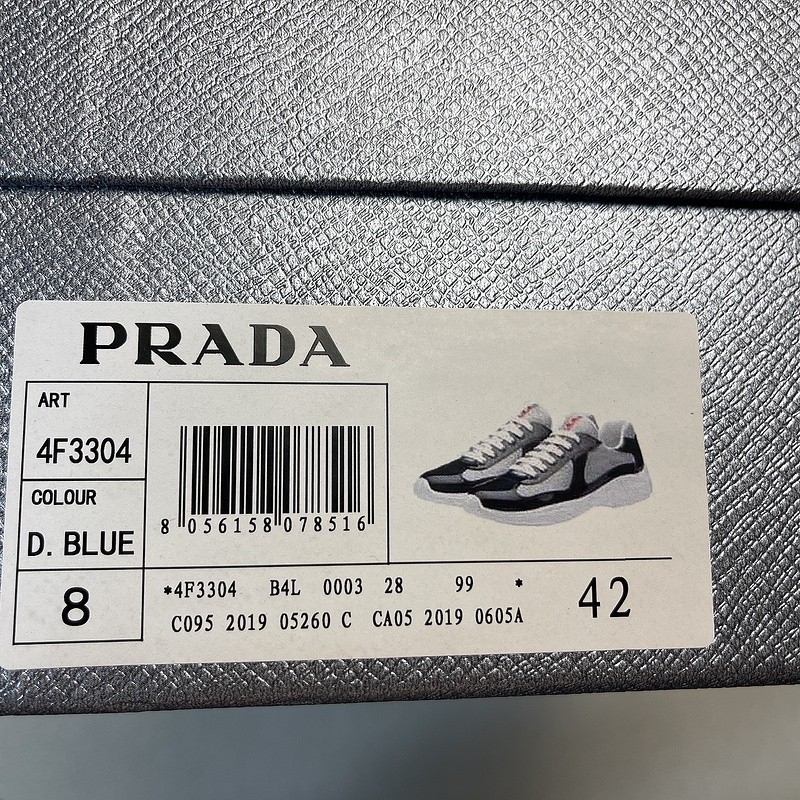 PRADA
ART
4F3304
COLOUR
D. BLUE
8
8 056158 078516
*4F3304 B4L 0003 28 99 *
C095 2019 05260 C CA05 2019 0605A
42